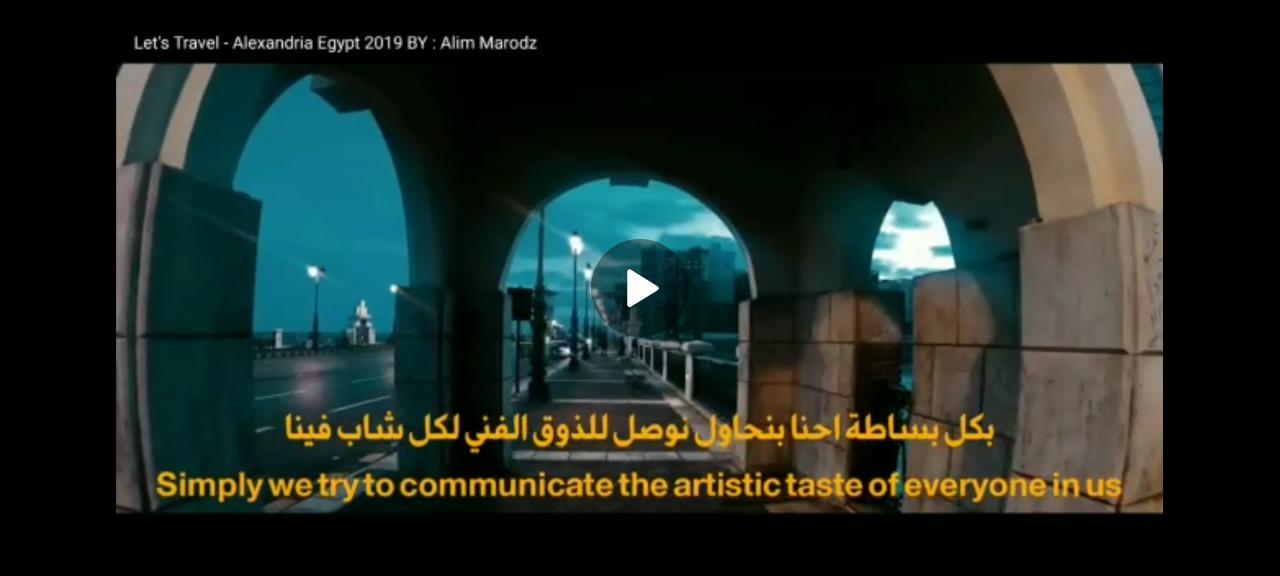 Let's Travel - Alexandria Egypt 2019 BY : Alim Marodz
بكل بساطة احنا بنحاول نوصل للذوق الفني لكل شاب فينا
Simply we try to communicate the artistic taste of everyone in us